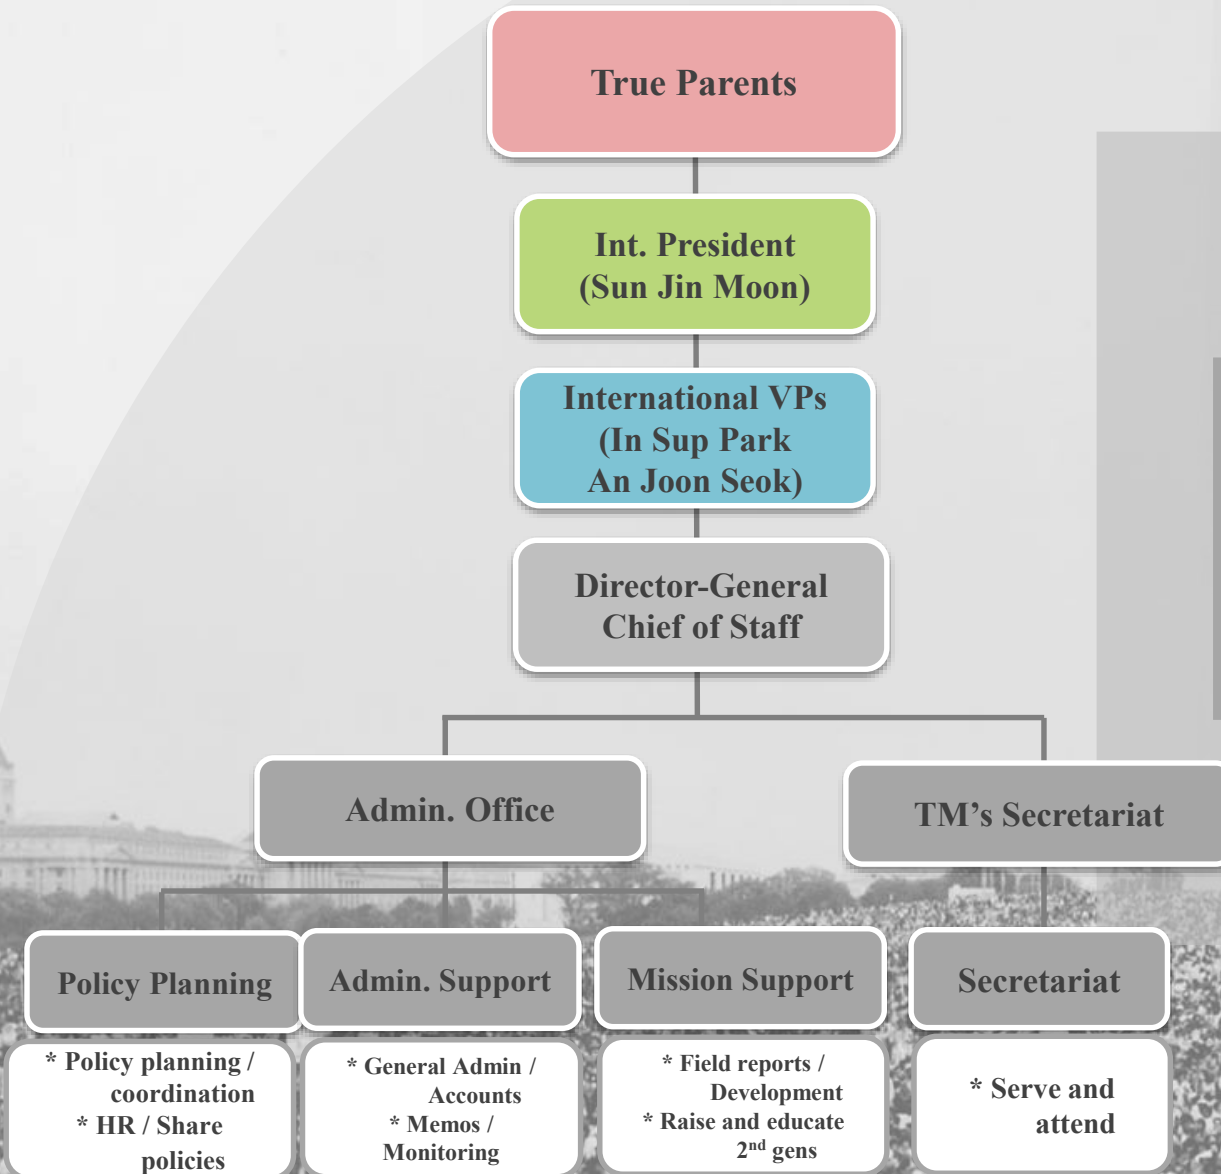 True Parents
Int. President
(Sun Jin Moon)
International VPs
(In Sup Park
An Joon Seok)
Director-General
Chief of Staff
Admin. Office
TM’s Secretariat
Policy Planning
Admin. Support
Mission Support
Secretariat
* Policy planning /
coordination
* HR / Share
policies
* General Admin /
Accounts
* Memos /
Monitoring
* Field reports /
Development
* Raise and educate
2nd gens
* Serve and
attend